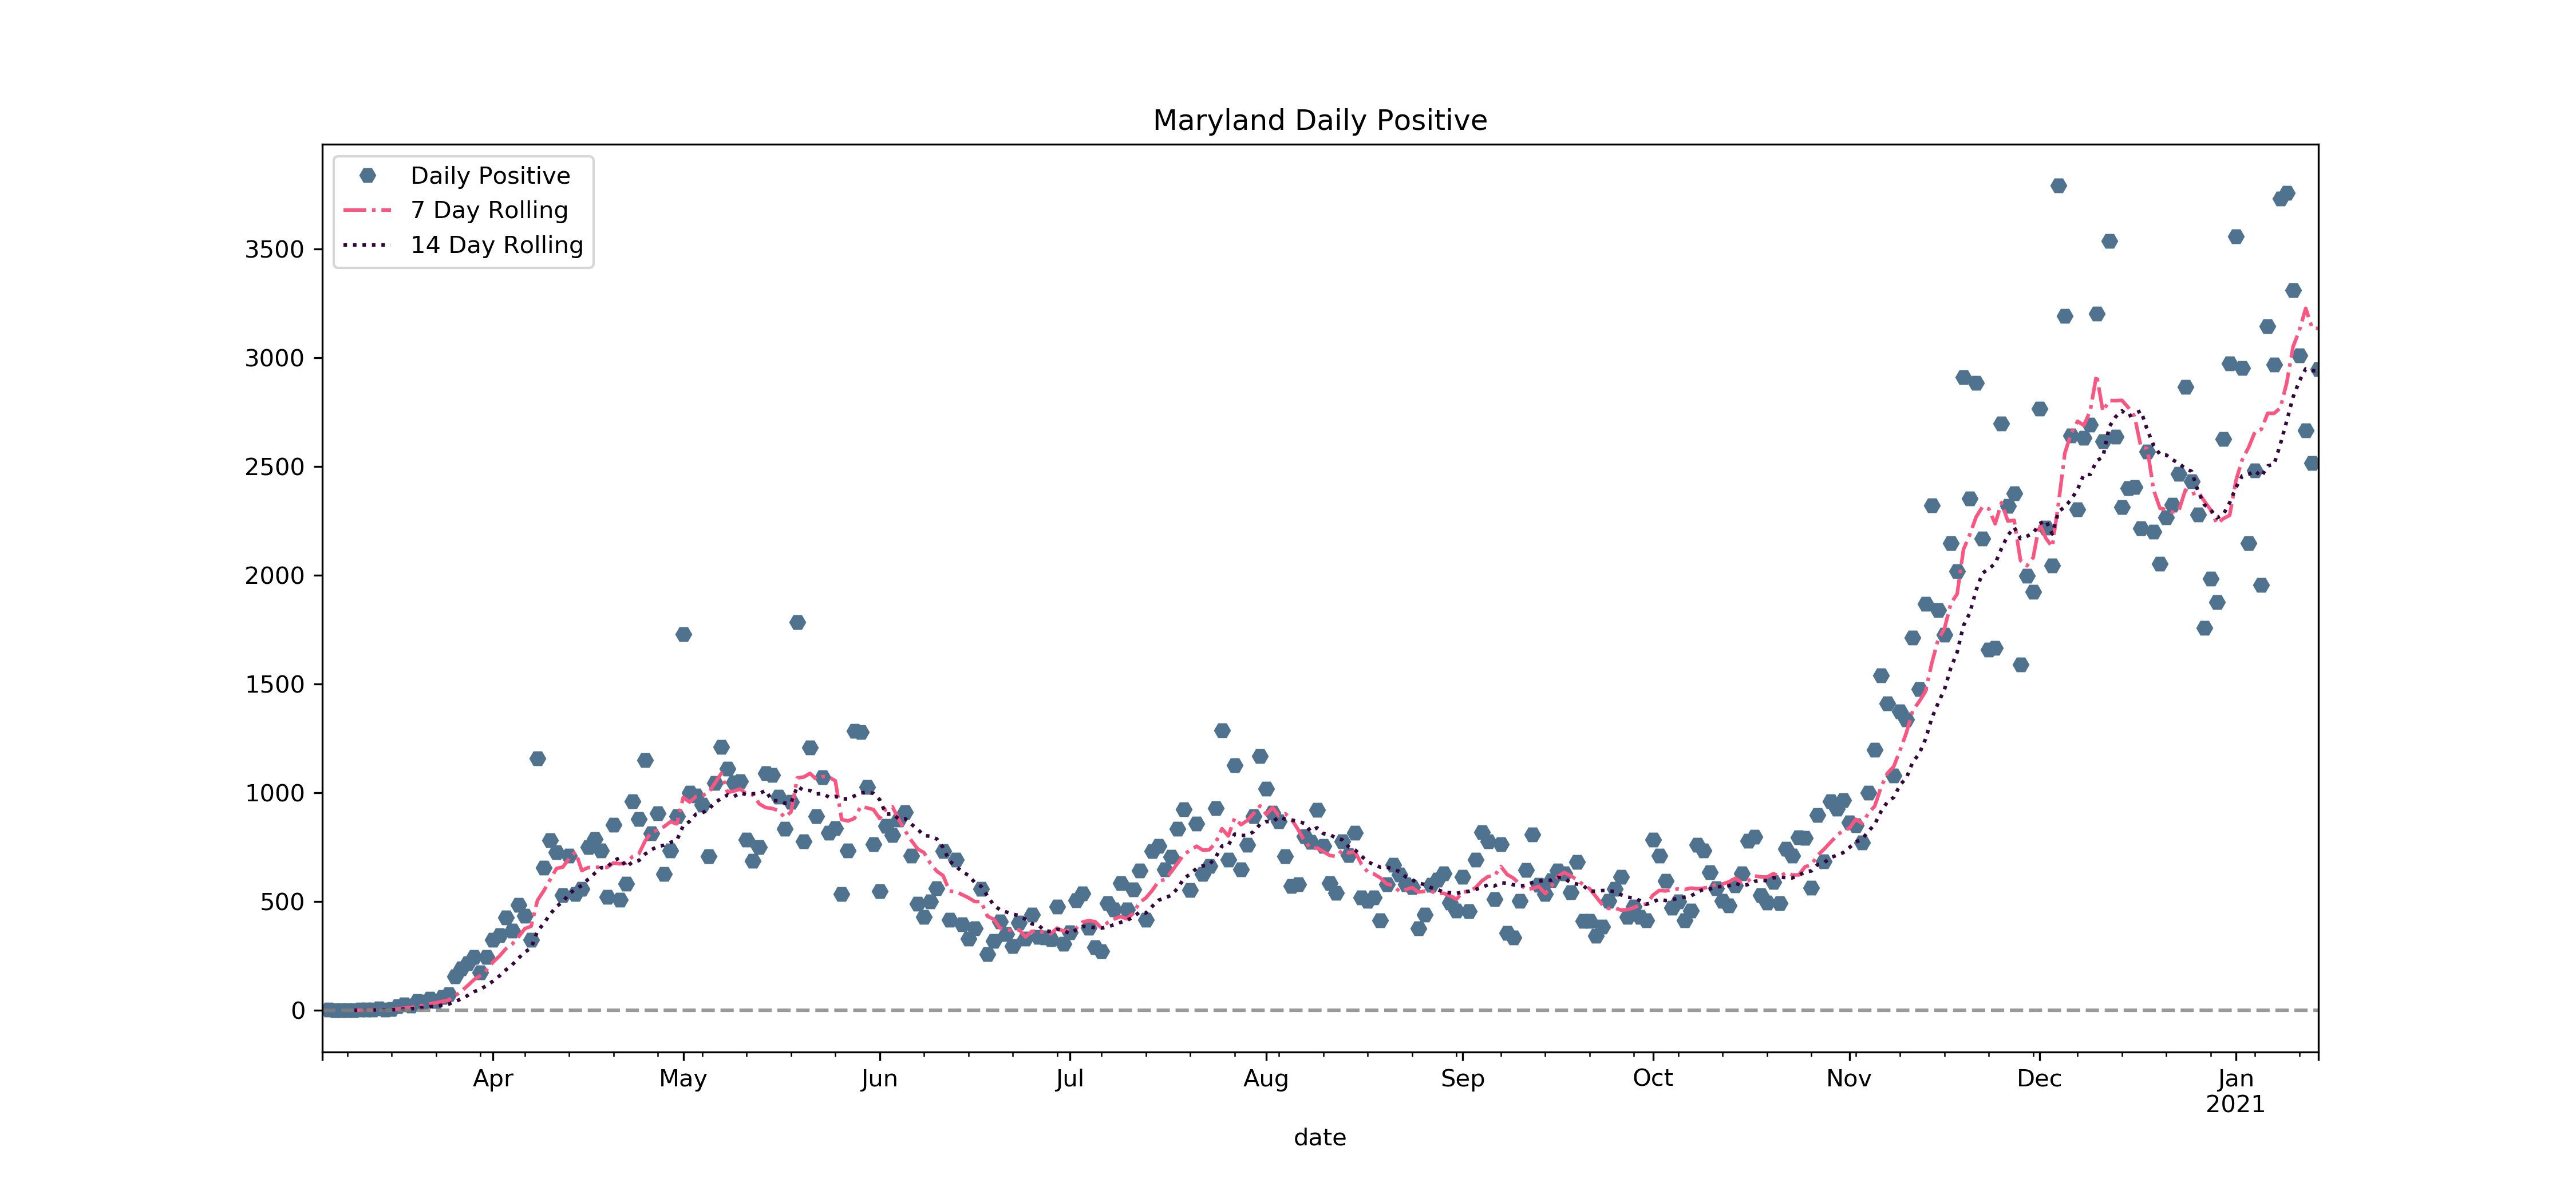 Maryland Daily Positive
Daily Positive
7 Day Rolling
14 Day Rolling
3500
3000
2500
2000
1500
1000
500
0
Apr May Jun Jul Aug Sep Oct Nov Dec Jan
2021
date